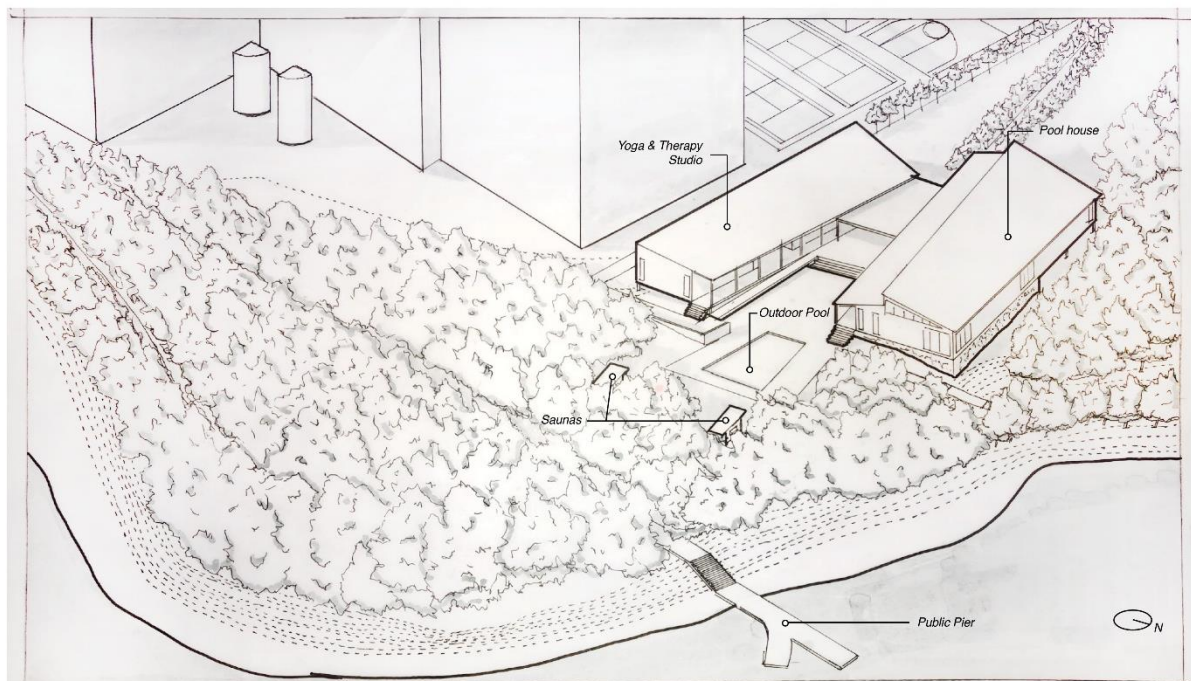 Yoga & Therapy
Studio
Pool house
Outdoor Pool
Saunas
Public Pier
N